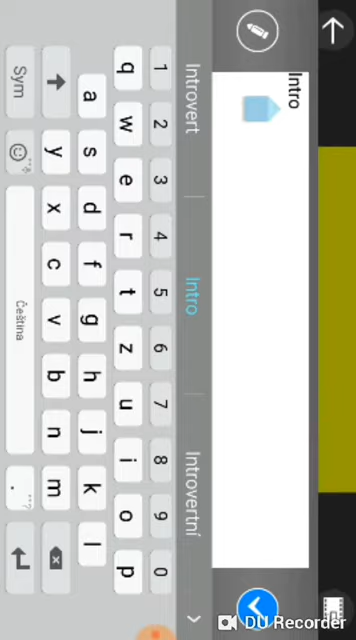 Intro
Introvert Intro Introvertní
1 2 3 4 5 6 7 8 9 0
q w e r t z u i o p
a s d f g h j k l
y x c v b n m
Sym Čeština .
DU Recorder